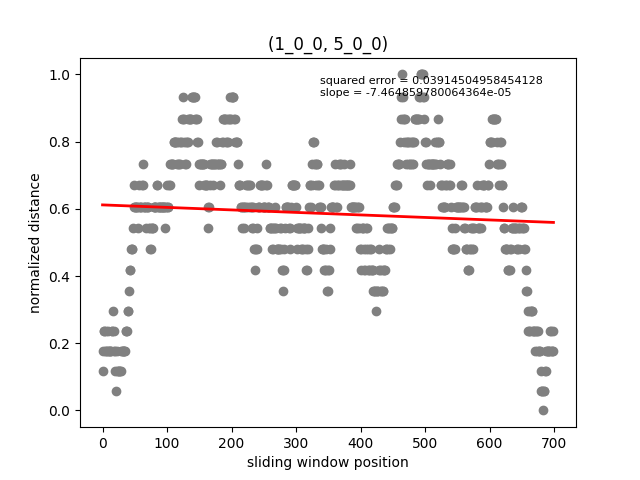 (1_0_0, 5_0_0)
squared error = 0.03914504958454128
slope = -7.464859780064364e-05
normalized distance
1.0
0.8
0.6
0.4
0.2
0.0
0 100 200 300 400 500 600 700
sliding window position